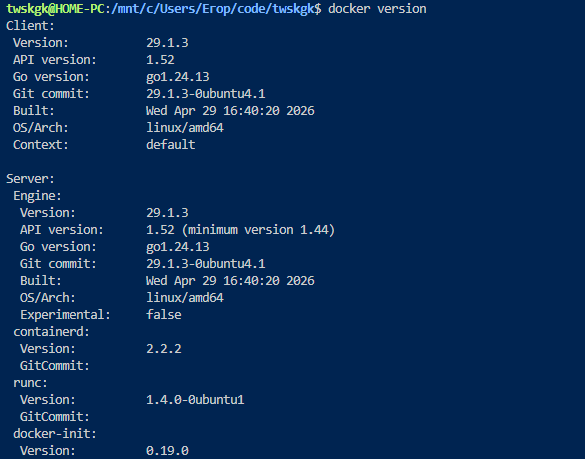 twskgk@HOME-PC:/mnt/c/Users/Erop/code/twskgk$ docker version
Client:
 Version:           29.1.3
 API version:       1.52
 Go version:        go1.24.13
 Git commit:        29.1.3-0ubuntu4.1
 Built:             Wed Apr 29 16:40:20 2026
 OS/Arch:           linux/amd64
 Context:           default

Server:
 Engine:
  Version:          29.1.3
  API version:      1.52 (minimum version 1.44)
  Go version:       go1.24.13
  Git commit:       29.1.3-0ubuntu4.1
  Built:            Wed Apr 29 16:40:20 2026
  OS/Arch:          linux/amd64
  Experimental:     false
 containerd:
  Version:          2.2.2
  GitCommit:
 runc:
  Version:          1.4.0-0ubuntu1
  GitCommit:
 docker-init:
  Version:          0.19.0